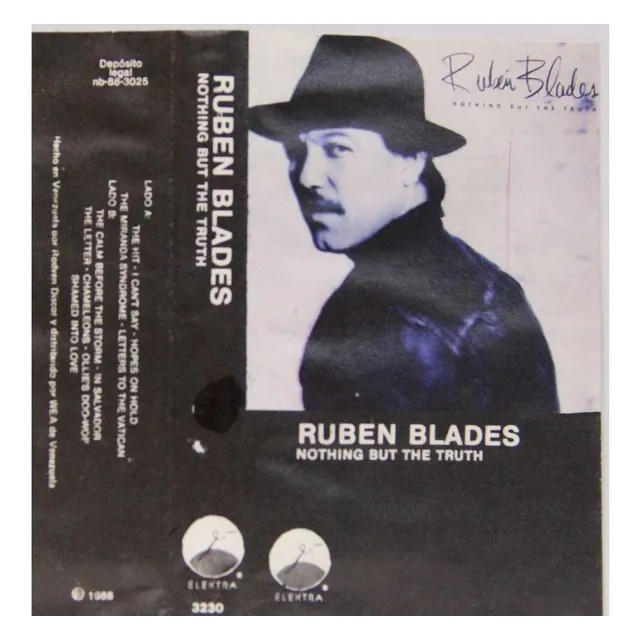 Depósito
legal
nb-88-3025
Hecho en Venezuela por Rodven Discor y distribuido por WEA de Venezuela
LADO A:
THE HIT - I CAN'T SAY - HOPES ON HOLD
THE MIRANDA SYNDROME - LETTERS TO THE VATICAN
LADO B:
THE CALM BEFORE THE STORM - IN SALVADOR
THE LETTER - CHAMELEONS - OLLIE'S DOO-WOP
SHAMED INTO LOVE
℗ 1988
RUBEN BLADES
NOTHING BUT THE TRUTH
ELEKTRA
3230
Rubén Blades
NOTHING BUT THE TRUTH
RUBEN BLADES
NOTHING BUT THE TRUTH
ELEKTRA